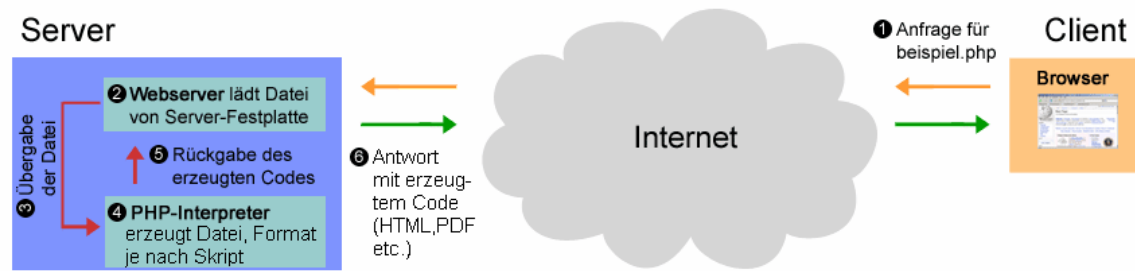 Server
Client
❶ Anfrage für
beispiel.php
Browser
❷ Webserver lädt Datei
von Server-Festplatte
❸ Übergabe
der Datei
❹ PHP-Interpreter
erzeugt Datei, Format
je nach Skript
❺ Rückgabe des
erzeugten Codes
❻ Antwort
mit erzeug-
tem Code
(HTML,PDF
etc.)
Internet